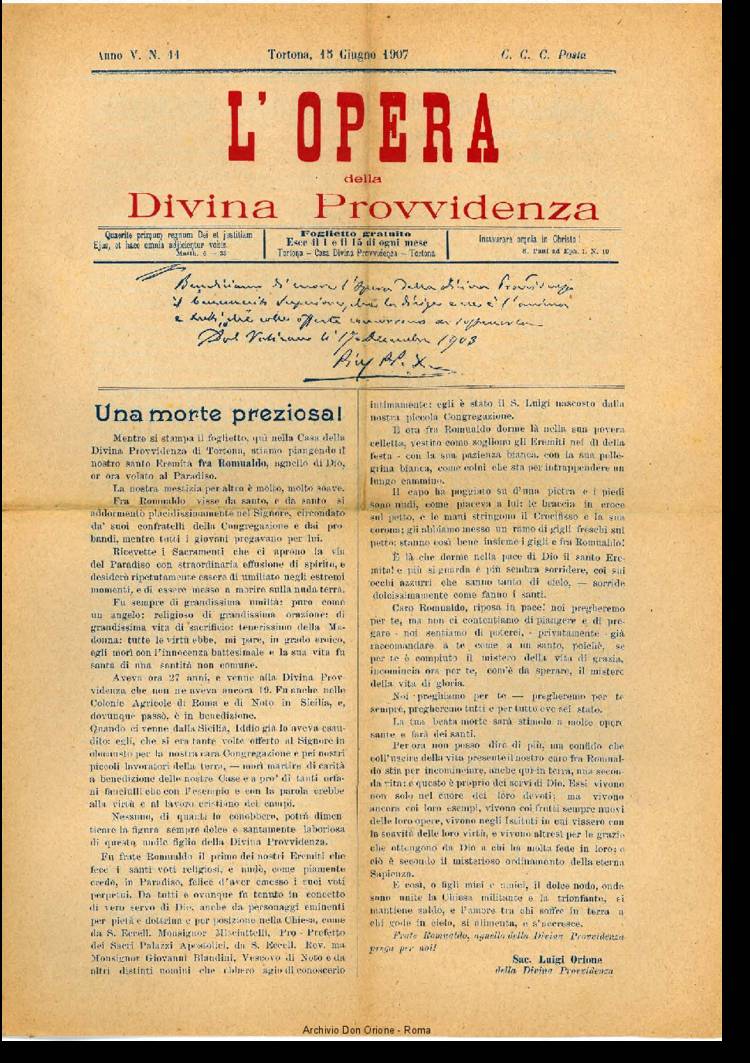 Anno V. N. 11
Tortona, 15 Giugno 1907
C. C. C. Posta
L' OPERA
della
Divina Provvidenza
Quaerite primum regnum Dei et justitiam
Ejus, et haec omnia adjicientur vobis.
Matth. 6 - 33
Foglietto gratuito
Esce il 1 e il 15 di ogni mese
Tortona - Casa Divina Provvidenza - Tortona
Instaurare omnia in Christo!
S. Paul ad Eph. I. N. 10
Benediciamo di cuore l'Opera della divina Provvidenza
il benemerito Superiore, che la dirige e ne è l'anima
e tutti che colle offerte concorrono a
Dal Vaticano li 17 Dicembre 1903
Pius PP. X.
Una morte preziosa!
Mentre si stampa il foglietto, qui nella Casa della
Divina Provvidenza di Tortona, stiamo piangendo il
nostro santo Eremita fra Romualdo, agnello di Dio,
or ora volato al Paradiso.
La nostra mestizia per altro è molto, molto soave.
Fra Romualdo visse da santo, e da santo si
addormentò placidissimamente nel Signore, circondato
da' suoi confratelli della Congregazione e dai pro-
bandi, mentre tutti i giovani pregavano per lui.
Ricevette i Sacramenti che ci aprono la via
del Paradiso con straordinaria effusione di spirito, e
desiderò ripetutamente essere di umiliato negli estremi
momenti, e di essere messo a morire sulla nuda terra.
Fu sempre di grandissima umiltà: puro come
un angelo: religioso di grandissima orazione: di
grandissima vita di sacrificio: tenerissimo della Ma-
donna: tutte le virtù ebbe, mi pare, in grado eroico,
egli morì con l'innocenza battesimale e la sua vita fu
santa di una santità non comune.
Aveva ora 27 anni, e venne alla Divina Prov-
videnza che non ne aveva ancora 19. Fu anche nelle
Colonie Agricole di Roma e di Noto in Sicilia, e,
dovunque passò, è in benedizione.
Quando ci venne dalla Sicilia, Iddio già lo aveva esau-
dito: egli, che si era tante volte offerto al Signore in
olocausto per la nostra cara Congregazione e pei nostri
piccoli lavoratori della terra, — morì martire di carità
a benedizione delle nostre Case e a pro' di tanti orfa-
ni fanciulli che con l'esempio e con la parola crebbe
alla virtù e al lavoro cristiano dei campi.
Nessuno, di quanti lo conobbero, potrà dimen-
ticare la figura sempre dolce e santamente laboriosa
di questo umile figlio della Divina Provvidenza.
Fu frate Romualdo il primo dei nostri Eremiti che
fece i santi voti religiosi, e andò, come piamente
credo, in Paradiso, felice d'aver emesso i suoi voti
perpetui. Da tutti e ovunque fu tenuto in concetto
di vero servo di Dio, anche da personaggi eminenti
per pietà e dottrina e per posizione nella Chiesa, come
da S. Eccell. Monsignor Misciattelli, Pro-Prefetto
dei Sacri Palazzi Apostolici, da S. Eccell. Rev. ma
Monsignor Giovanni Blandini, Vescovo di Noto e da
altri distinti uomini che ebbero agio di conoscerlo
intimamente: egli è stato il S. Luigi nascosto dalla
nostra piccola Congregazione.
E ora fra Romualdo dorme là nella sua povera
celletta, vestito come sogliono gli Eremiti nei dì della
festa - con la sua pazienza bianca, con la sua pelle-
grina bianca, come colui che sta per intrapprendere un
lungo cammino.
Il capo ha poggiato su d'una pietra e i piedi
sono nudi, come piaceva a lui: le braccia in croce
sul petto, e le mani stringono il Crocifisso e la sua
corona; gli abbiamo messo un ramo di gigli freschi sul
petto: stanno così bene insieme i gigli e fra Romualdo!
È là che dorme nella pace di Dio il santo Ere-
mita! e più si guarda e più sembra sorridere, coi sui
occhi azzurri che sanno tanto di cielo, — sorride
dolcissimamente come fanno i santi.
Caro Romualdo, riposa in pace! noi pregheremo
per te, ma non ci contentiamo di piangere e di pre-
gare - noi sentiamo di poterci, - privatamente - già
raccomandare a te come a un santo, poichè, se
per te è compiuto il mistero della vita di grazia,
incomincia ora per te, com'è da sperare, il mistero
della vita di gloria.
Noi preghiamo per te — pregheremo per te
sempre, pregheremo tutti e per tutto ove sei stato.
La tua beata morte sarà stimolo a molte opere
sante e farà dei santi.
Per ora non posso dire di più, ma confido che
coll'uscire della vita presente il nostro caro fra Romual-
do stia per incominciare, anche qui in terra, una secon-
da vita: e questo è proprio dei servi di Dio. Essi vivono
non solo nel cuore dei loro devoti; ma vivono
ancora coi loro esempi, vivono coi frutti sempre nuovi
delle loro opere, vivono negli Istituti in cui vissero con
la soavità delle loro virtù, e vivono altresì per le grazie
che ottengono da Dio a chi ha molta fede in loro: e
ciò è secondo il misterioso ordinamento della eterna
Sapienza.
E così, o figli miei e amici, il dolce nodo, onde
sono unite la Chiesa militante e la trionfante, si
mantiene saldo, e l'amore tra chi soffre in terra a
chi gode in cielo, si alimenta, e s'accresce.
Frate Romualdo, agnello della Divina Provvidenza
prega per noi!
Sac. Luigi Orione
della Divina Provvidenza
Archivio Don Orione - Roma